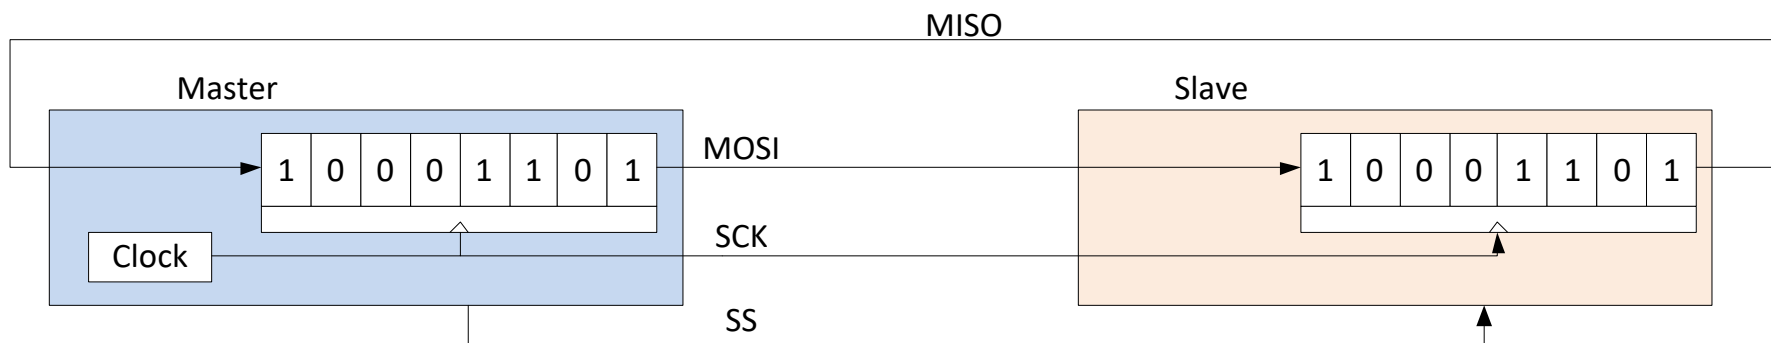 MISO
Master
Slave
1 0 0 0 1 1 0 1
MOSI
1 0 0 0 1 1 0 1
Clock
SCK
SS